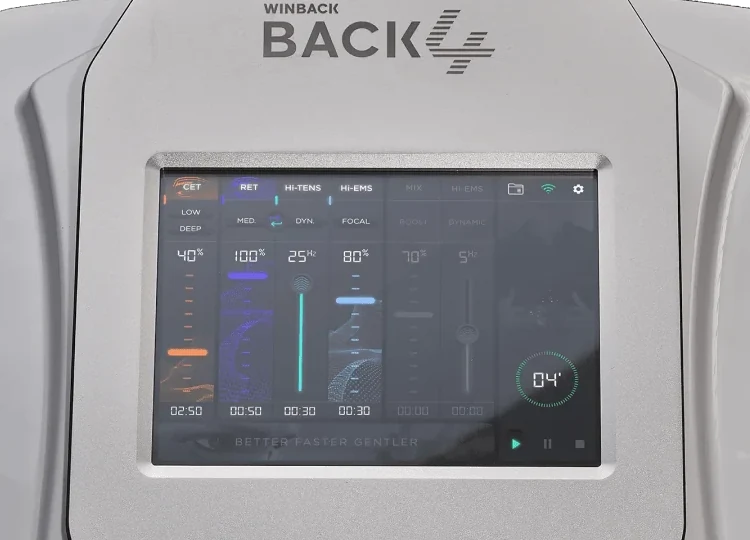 WINBACK
BACK4
CET RET HI-TENS HI-EMS MIX HI-EMS
LOW
DEEP MED. DYN. FOCAL BOOST DYNAMIC
40% 100% 25Hz 80% 70% 5Hz
04'
02:50 00:50 00:30 00:30 00:00 00:00
BETTER FASTER GENTLER